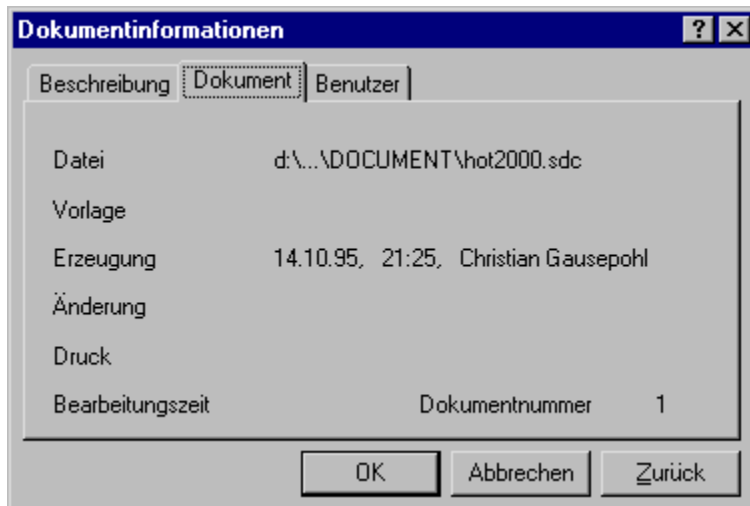 Dokumentinformationen
Beschreibung Dokument Benutzer
Datei d:\...\DOCUMENT\hot2000.sdc
Vorlage
Erzeugung 14.10.95, 21:25, Christian Gausepohl
Änderung
Druck
Bearbeitungszeit Dokumentnummer 1
OK Abbrechen Zurück